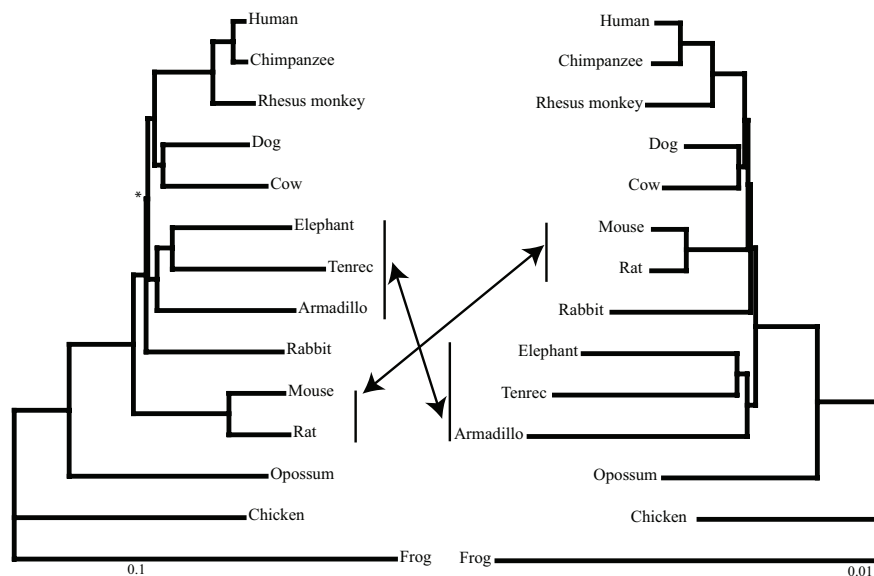 Human Human
Chimpanzee Chimpanzee
Rhesus monkey Rhesus monkey
Dog Dog
Cow Cow
*
Elephant Mouse
Tenrec Rat
Armadillo Rabbit
Rabbit Elephant
Mouse Tenrec
Rat Armadillo
Opossum Opossum
Chicken Chicken
Frog Frog
0.1 0.01